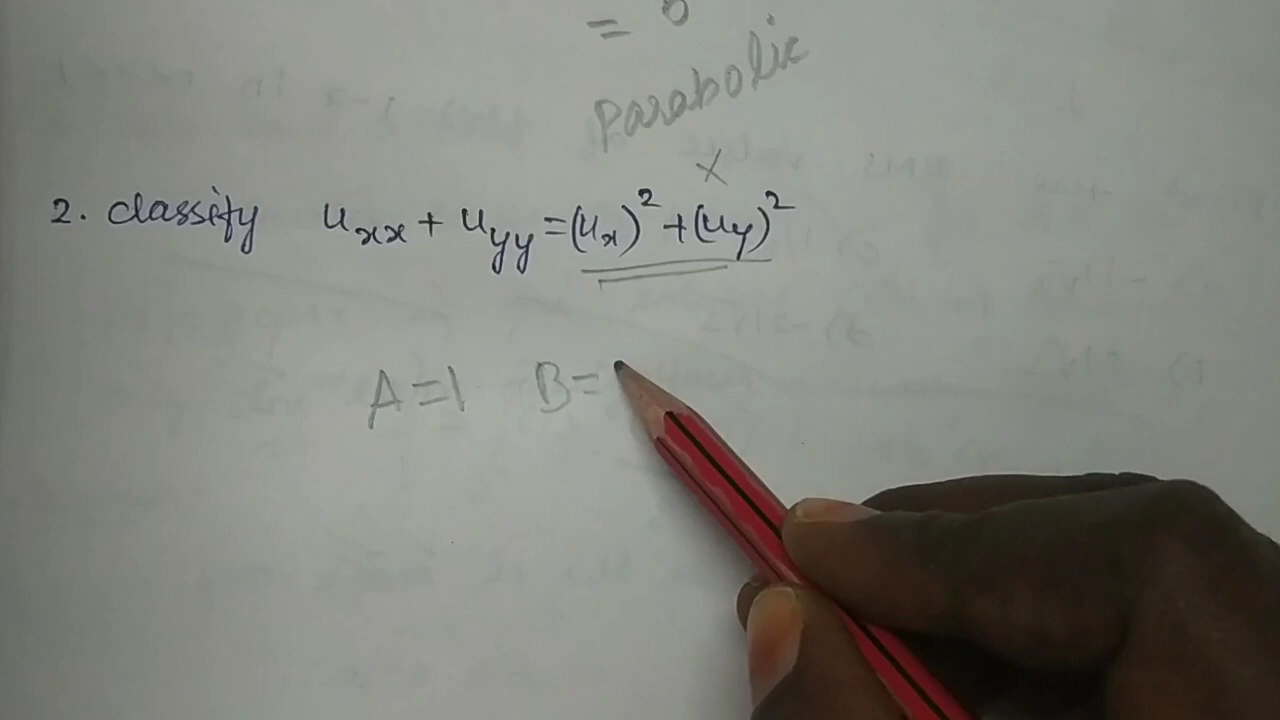 = 0
parabolic
x
2. classify u_xx + u_yy = (u_x)² + (u_y)²
A = 1 B =